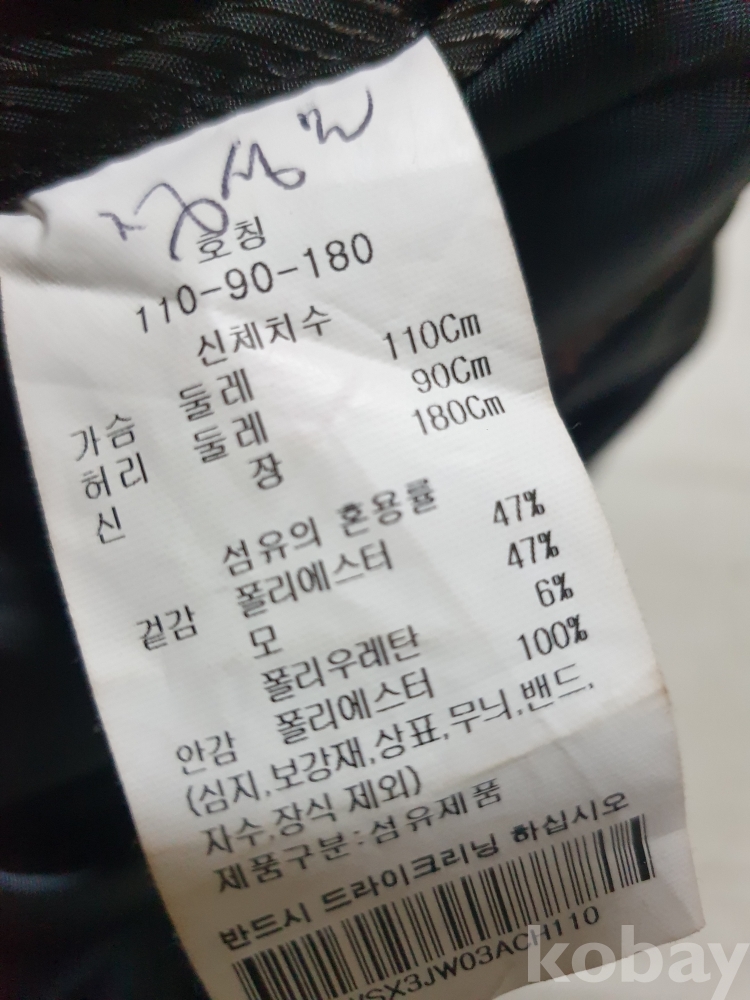 호칭
110-90-180
신체치수
가슴 둘레 110Cm
허리 둘레 90Cm
신 장 180Cm
섬유의 혼용률
겉감 폴리에스터 47%
모 47%
폴리우레탄 6%
안감 폴리에스터 100%
(심지,보강재,상표,무늬,밴드,
자수,장식 제외)
제품구분:섬유제품
반드시 드라이크리닝 하십시오
SX3JW03ACH110
kobay